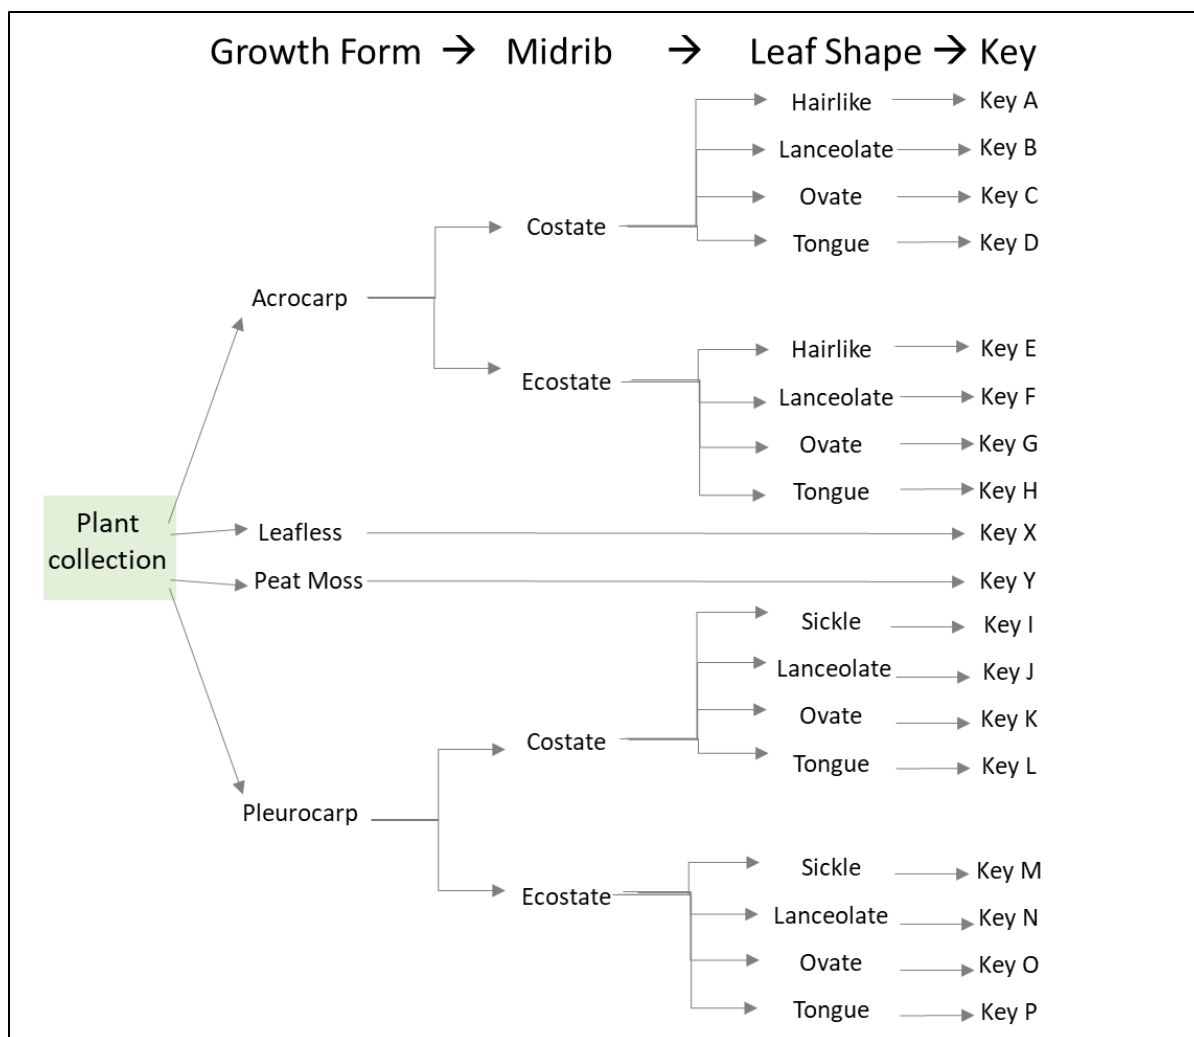 Growth Form → Midrib → Leaf Shape → Key
Hairlike Key A
Lanceolate Key B
Ovate Key C
Costate
Tongue Key D
Acrocarp
Hairlike Key E
Ecostate
Lanceolate Key F
Ovate Key G
Tongue Key H
Plant
collection
Leafless Key X
Peat Moss Key Y
Sickle Key I
Lanceolate Key J
Ovate Key K
Costate
Tongue Key L
Pleurocarp
Sickle Key M
Ecostate
Lanceolate Key N
Ovate Key O
Tongue Key P